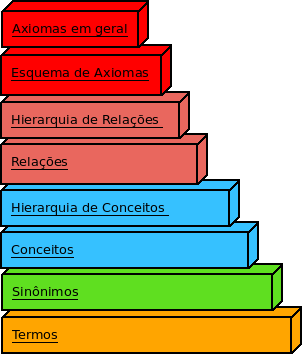 Axiomas em geral
Esquema de Axiomas
Hierarquia de Relações
Relações
Hierarquia de Conceitos
Conceitos
Sinônimos
Termos